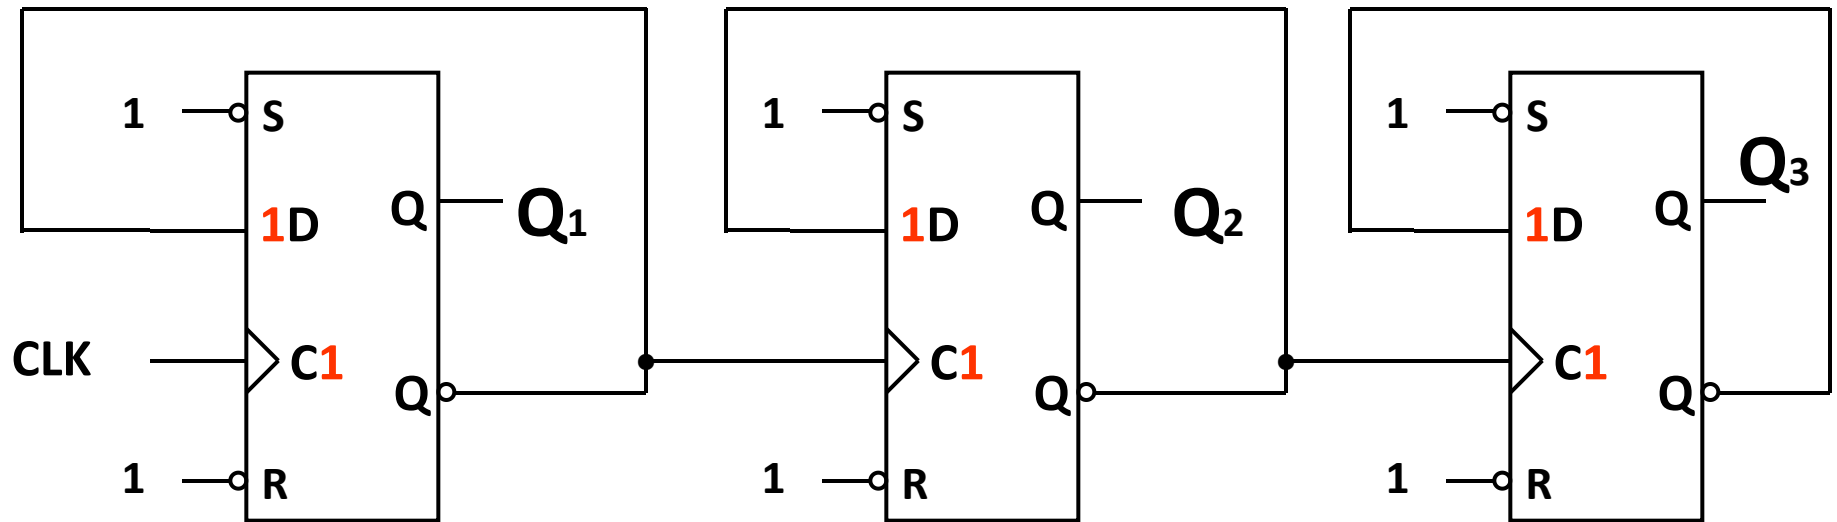 1 S 1 S 1 S
Q₁ Q₂ Q₃
1D Q 1D Q 1D Q
CLK C1 C1 C1
Q Q Q
1 R 1 R 1 R